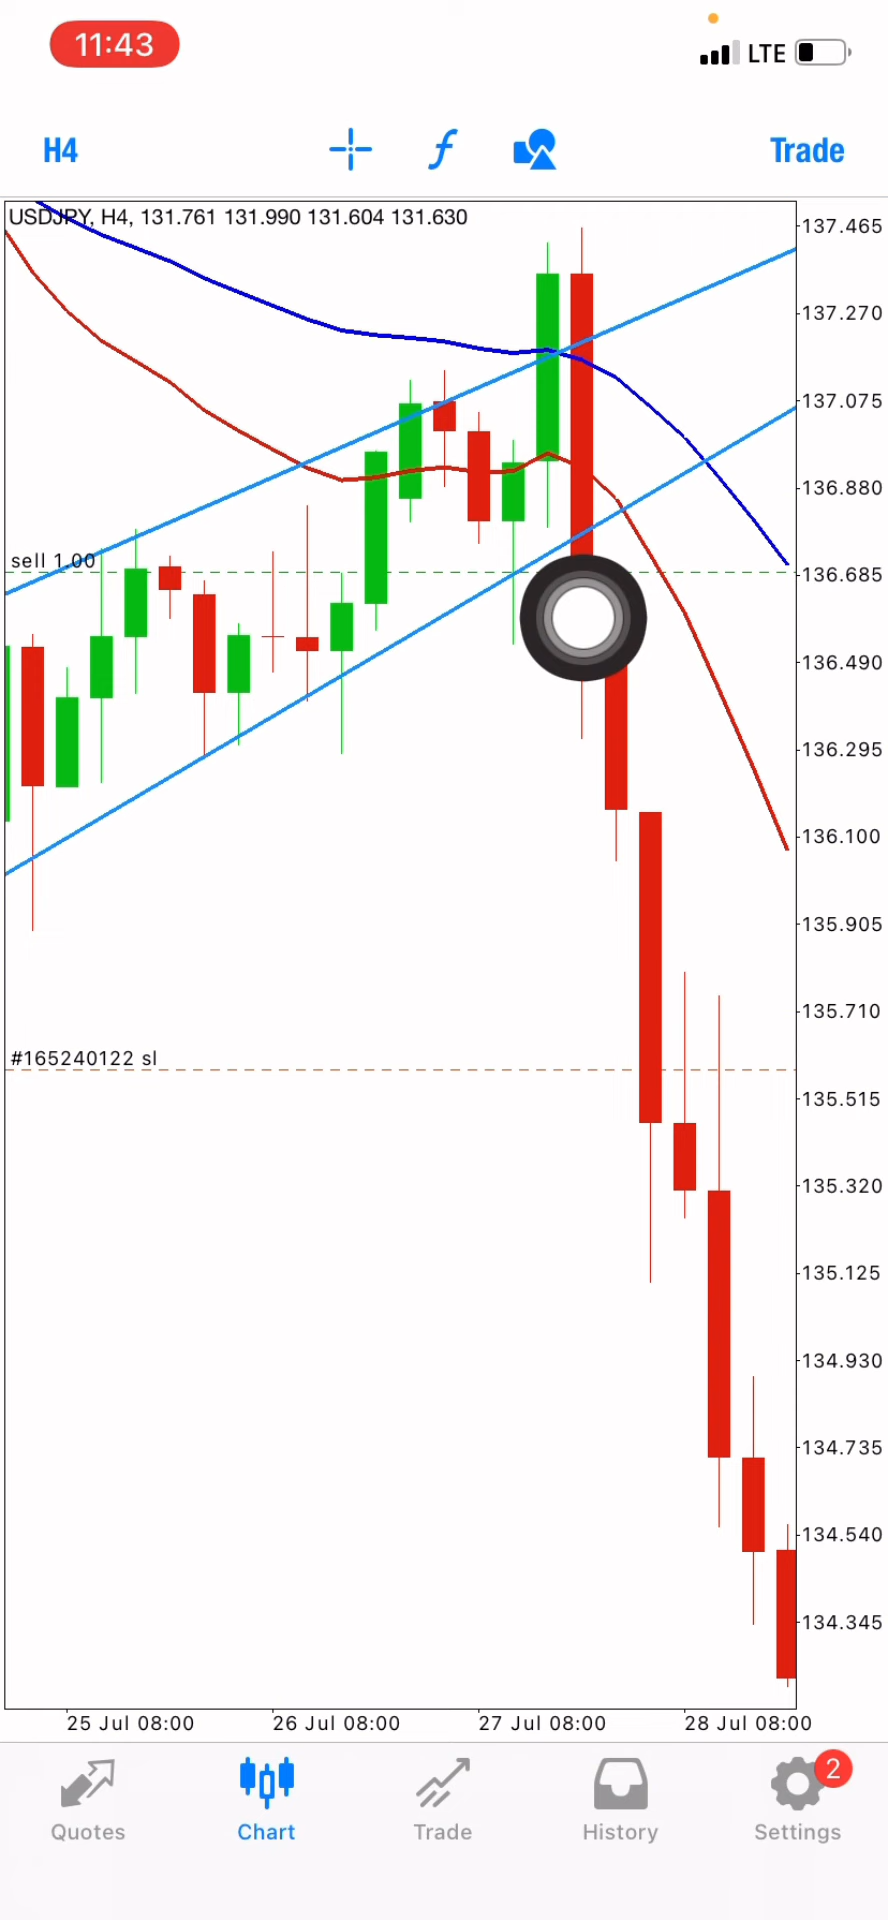 11:43
LTE
H4
f
Trade
USDJPY, H4, 131.761 131.990 131.604 131.630
137.465
137.270
137.075
136.880
sell 1.00
136.685
136.490
136.295
136.100
135.905
135.710
#165240122 sl
135.515
135.320
135.125
134.930
134.735
134.540
134.345
25 Jul 08:00
26 Jul 08:00
27 Jul 08:00
28 Jul 08:00
2
Quotes
Chart
Trade
History
Settings